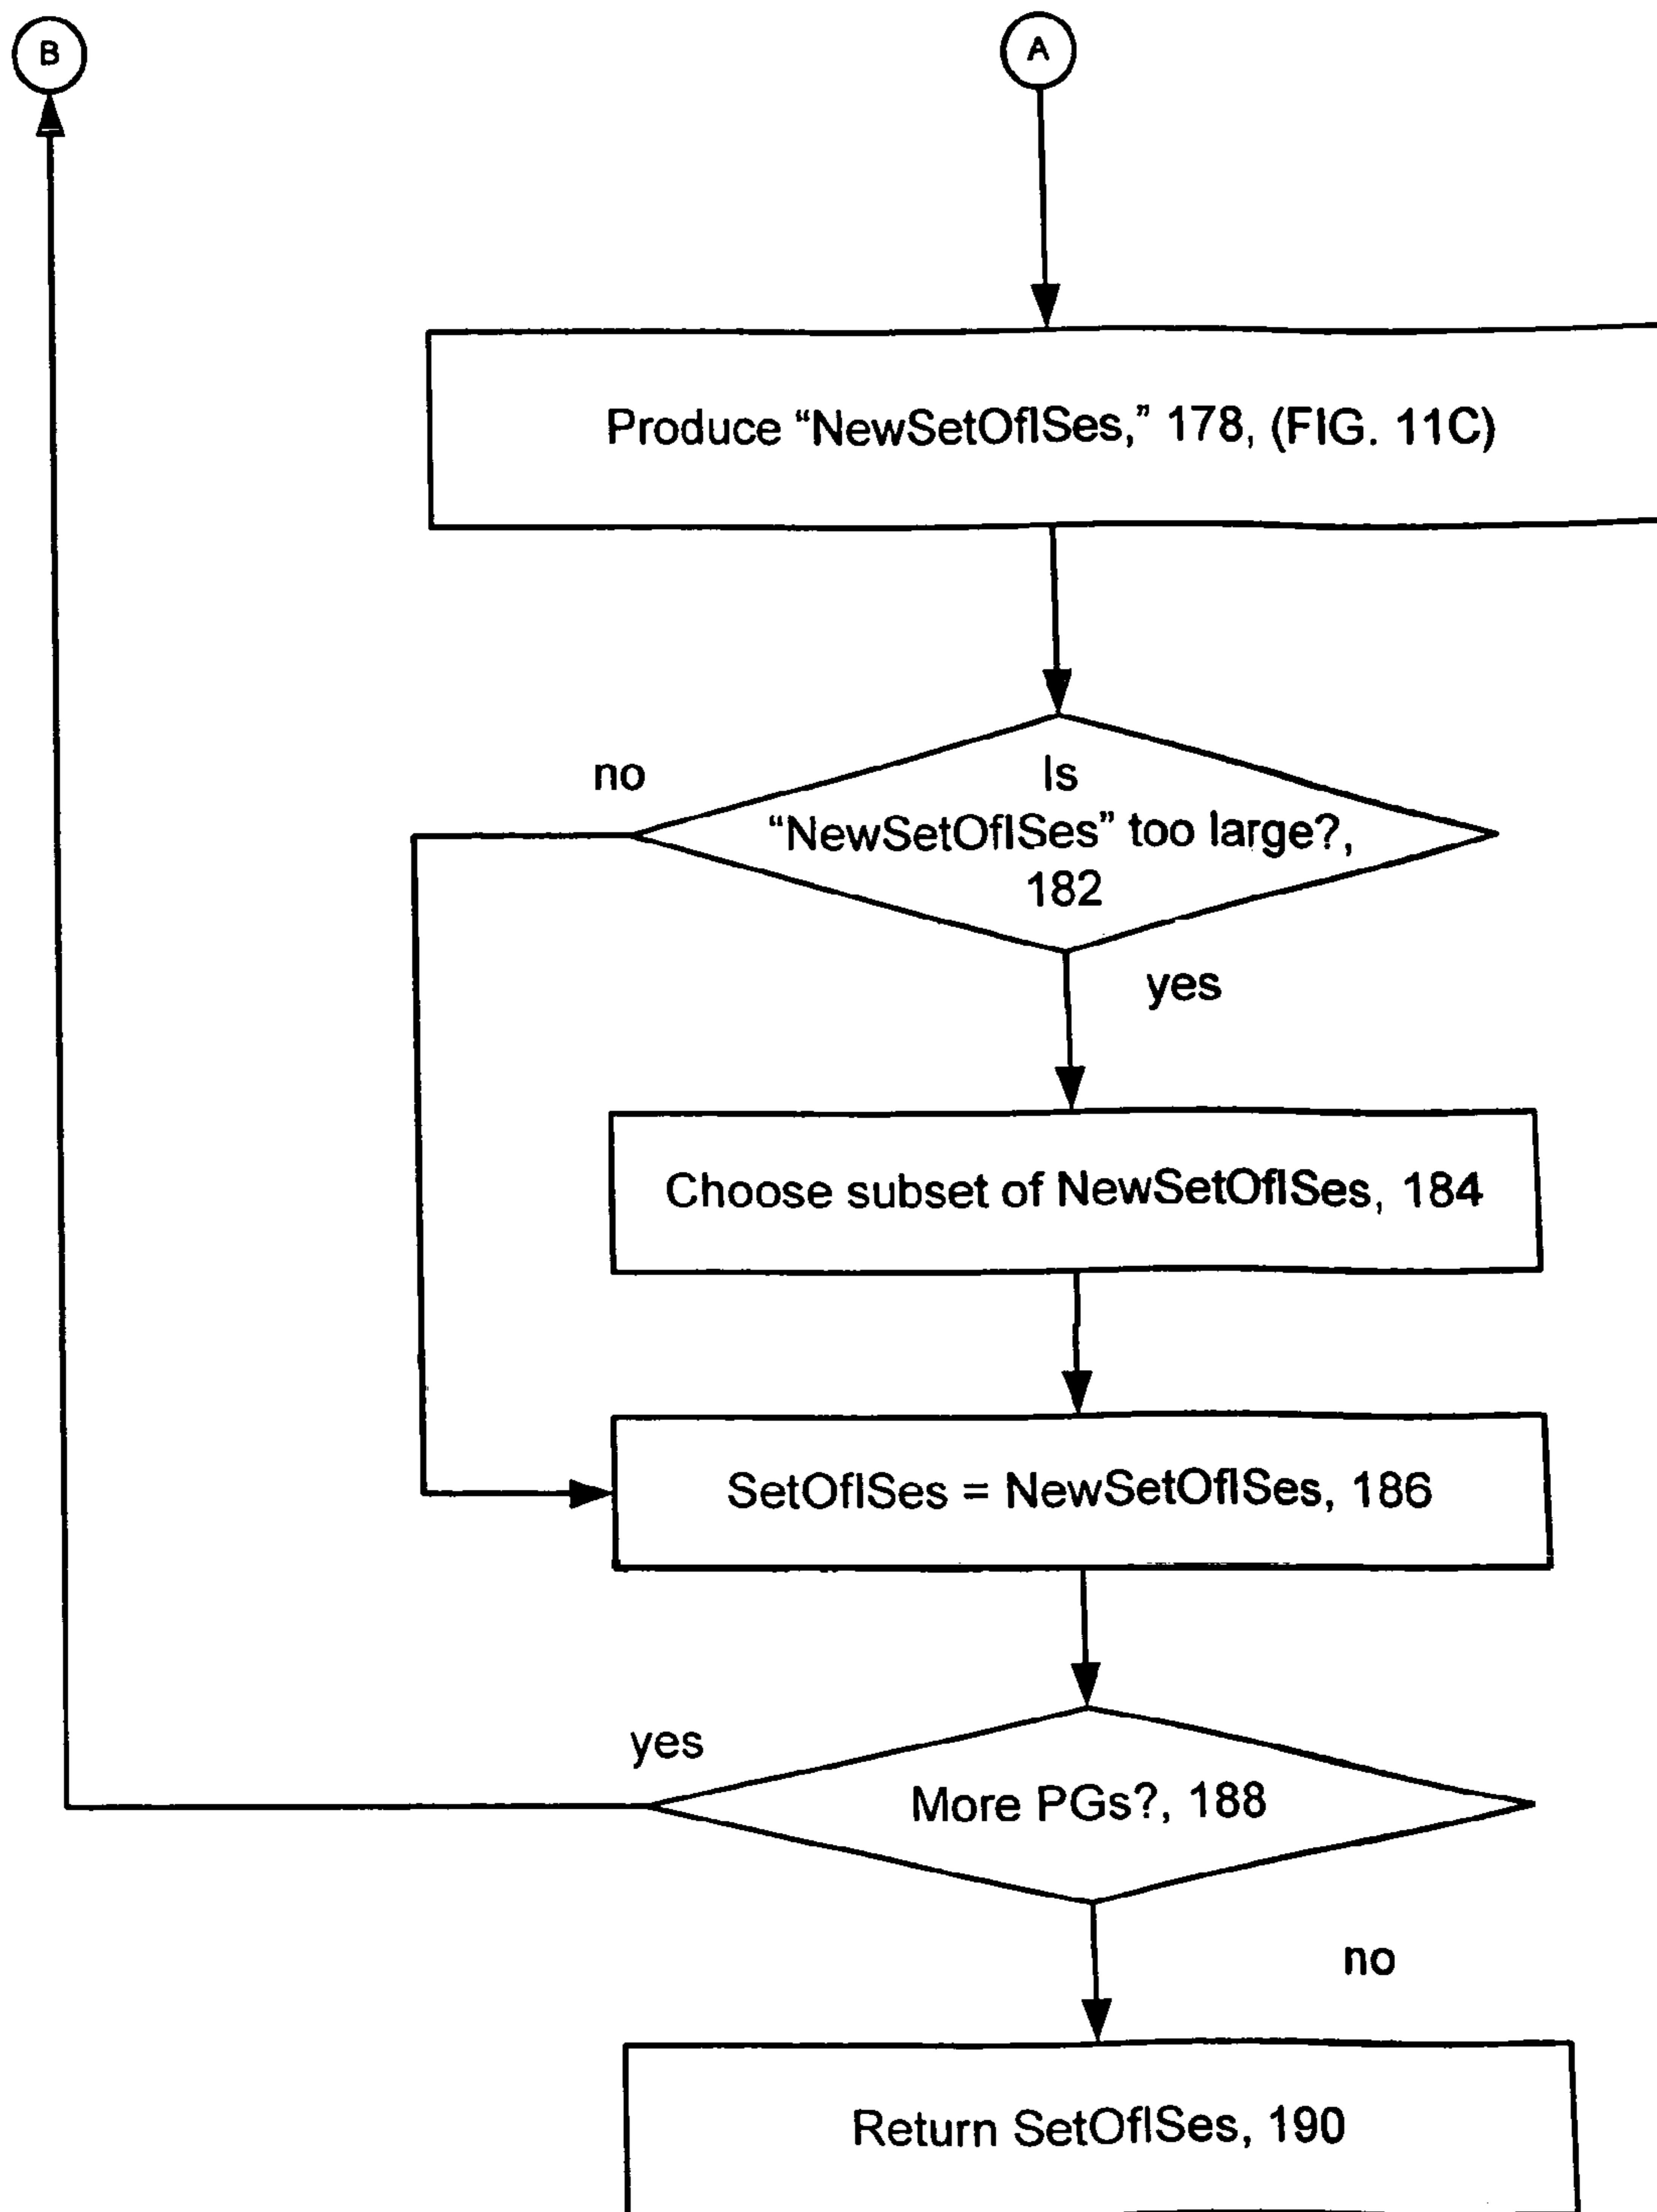 B
A
Produce “NewSetOfISes,” 178, (FIG. 11C)
no
Is
“NewSetOfISes” too large?,
182
yes
Choose subset of NewSetOfISes, 184
SetOfISes = NewSetOfISes, 186
yes
More PGs?, 188
no
Return SetOfISes, 190